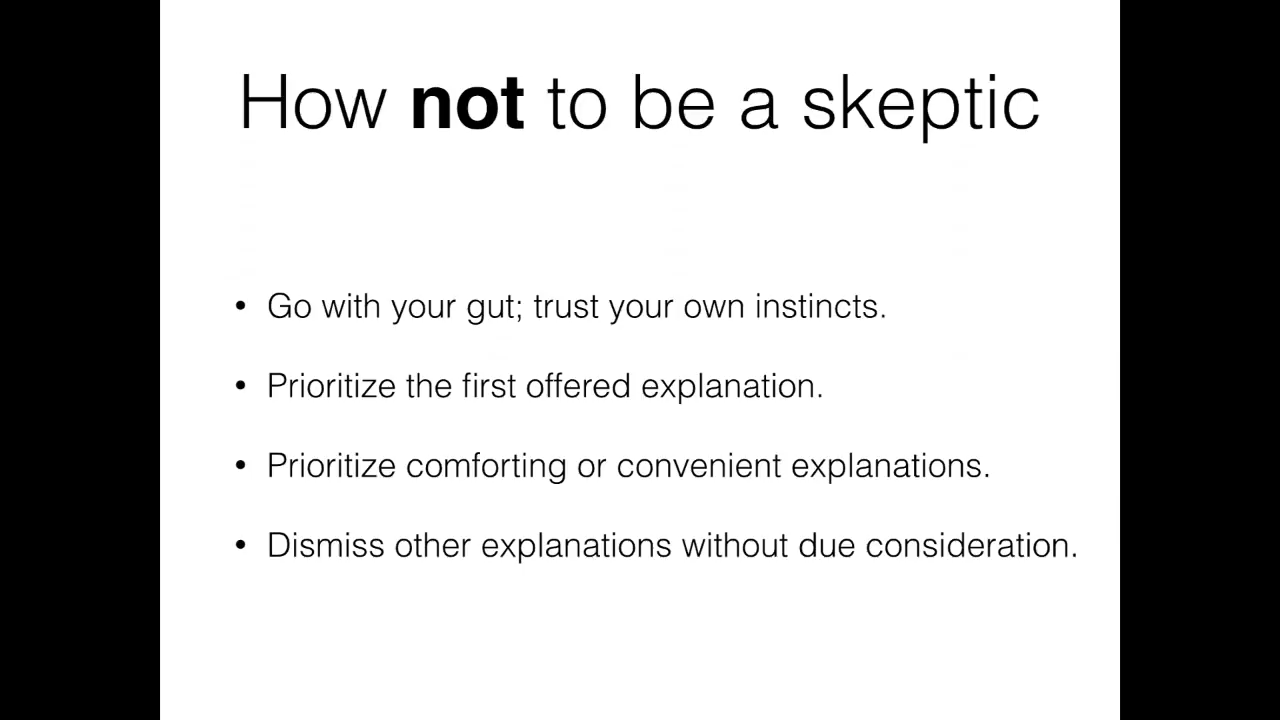 How not to be a skeptic
• Go with your gut; trust your own instincts.
• Prioritize the first offered explanation.
• Prioritize comforting or convenient explanations.
• Dismiss other explanations without due consideration.